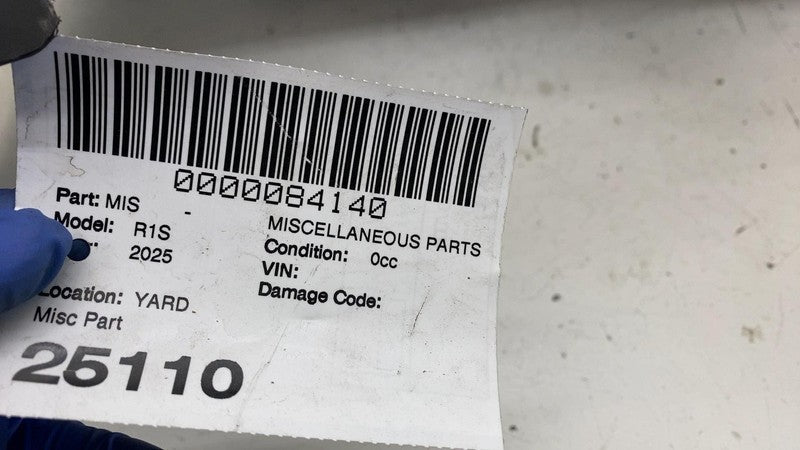 0000084140
Part: MIS - MISCELLANEOUS PARTS
Model: R1S Condition: 0cc
2025 VIN:
Location: YARD Damage Code:
Misc Part
25110